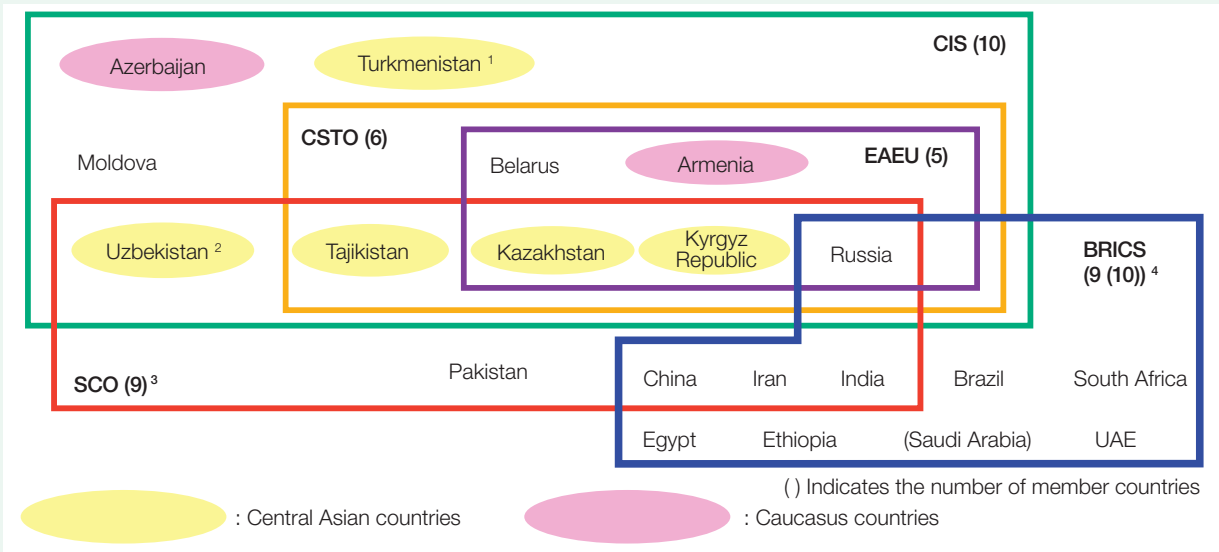 CIS (10)
Azerbaijan
Turkmenistan 1
CSTO (6)
Moldova
Belarus
Armenia
EAEU (5)
Uzbekistan 2
Tajikistan
Kazakhstan
Kyrgyz
Republic
Russia
BRICS
(9 (10)) 4
SCO (9) 3
Pakistan
China
Iran
India
Brazil
South Africa
Egypt
Ethiopia
(Saudi Arabia)
UAE
( ) Indicates the number of member countries
: Central Asian countries
: Caucasus countries